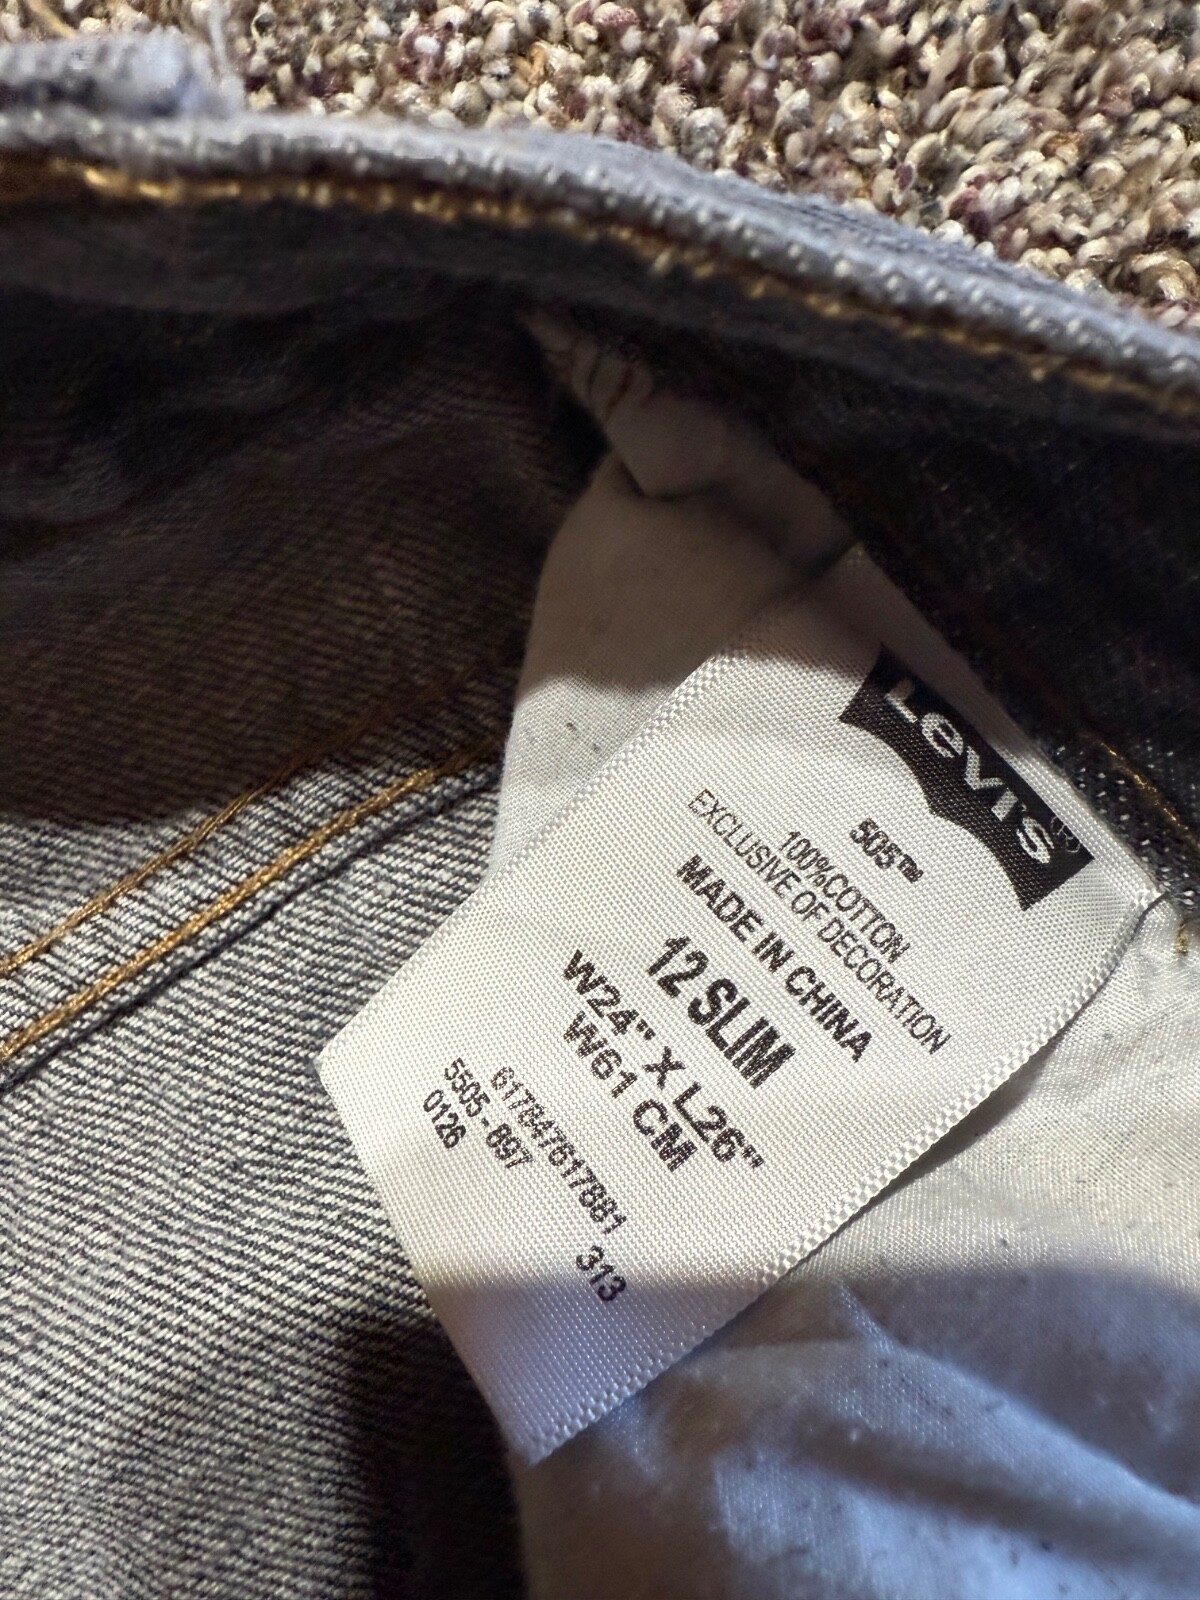 Levi's®
505™
100%COTTON
EXCLUSIVE OF DECORATION
MADE IN CHINA
12 SLIM
W24" X L26"
W61 CM
617847617881
5505 - 897 313
0126